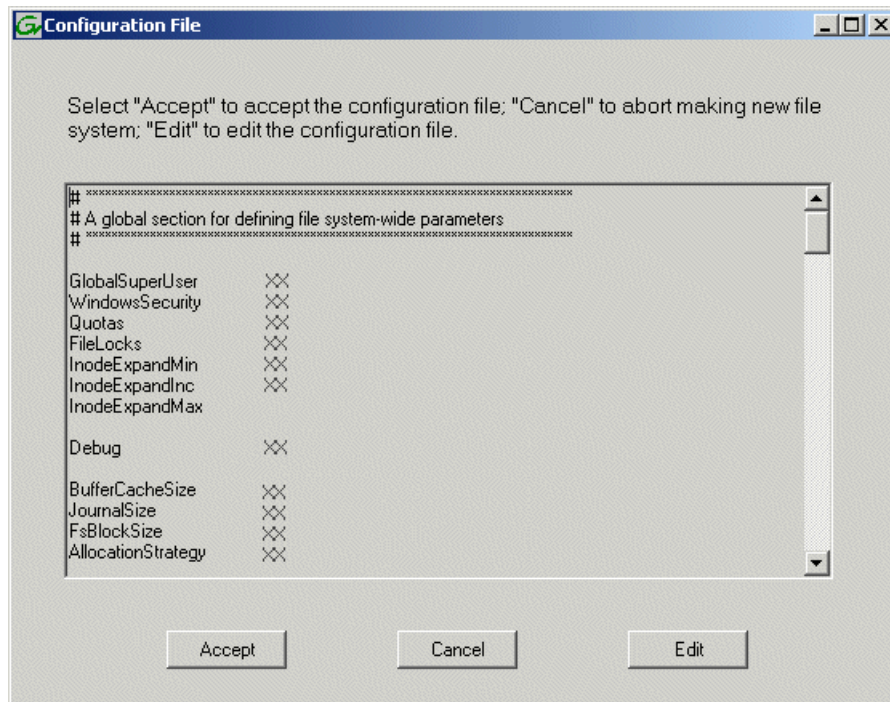 Configuration File
Select "Accept" to accept the configuration file; "Cancel" to abort making new file
system; "Edit" to edit the configuration file.
# ****************************************************************************
# A global section for defining file system-wide parameters
# ****************************************************************************
GlobalSuperUser XX
WindowsSecurity XX
Quotas XX
FileLocks XX
InodeExpandMin XX
InodeExpandInc XX
InodeExpandMax
Debug XX
BufferCacheSize XX
JournalSize XX
FsBlockSize XX
AllocationStrategy XX
Accept Cancel Edit